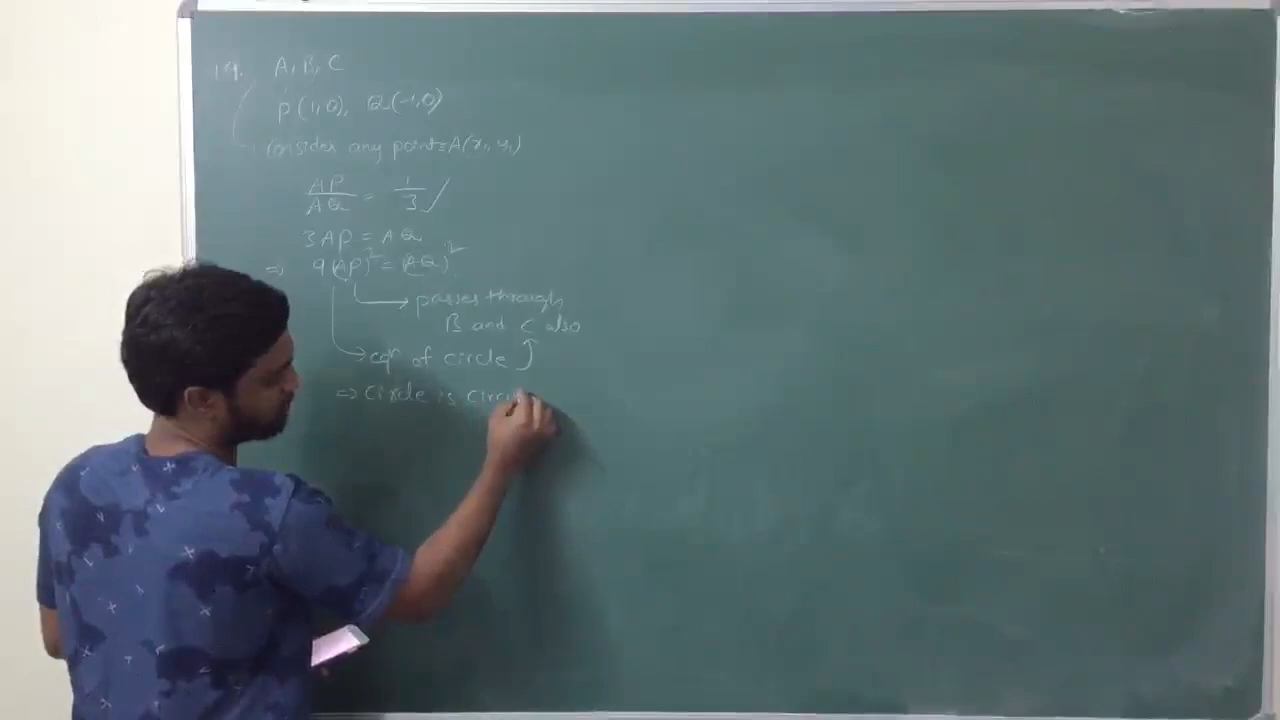 A, B, C
P(1,0), Q(-1,0)
Consider any point ≡ A(x₁, y₁)
AP/AQ = 1/3
3AP = AQ
⇒ 9(AP)² = (AQ)²
→ passes through
B and C also
→ eqn of circle
⇒ circle is circu